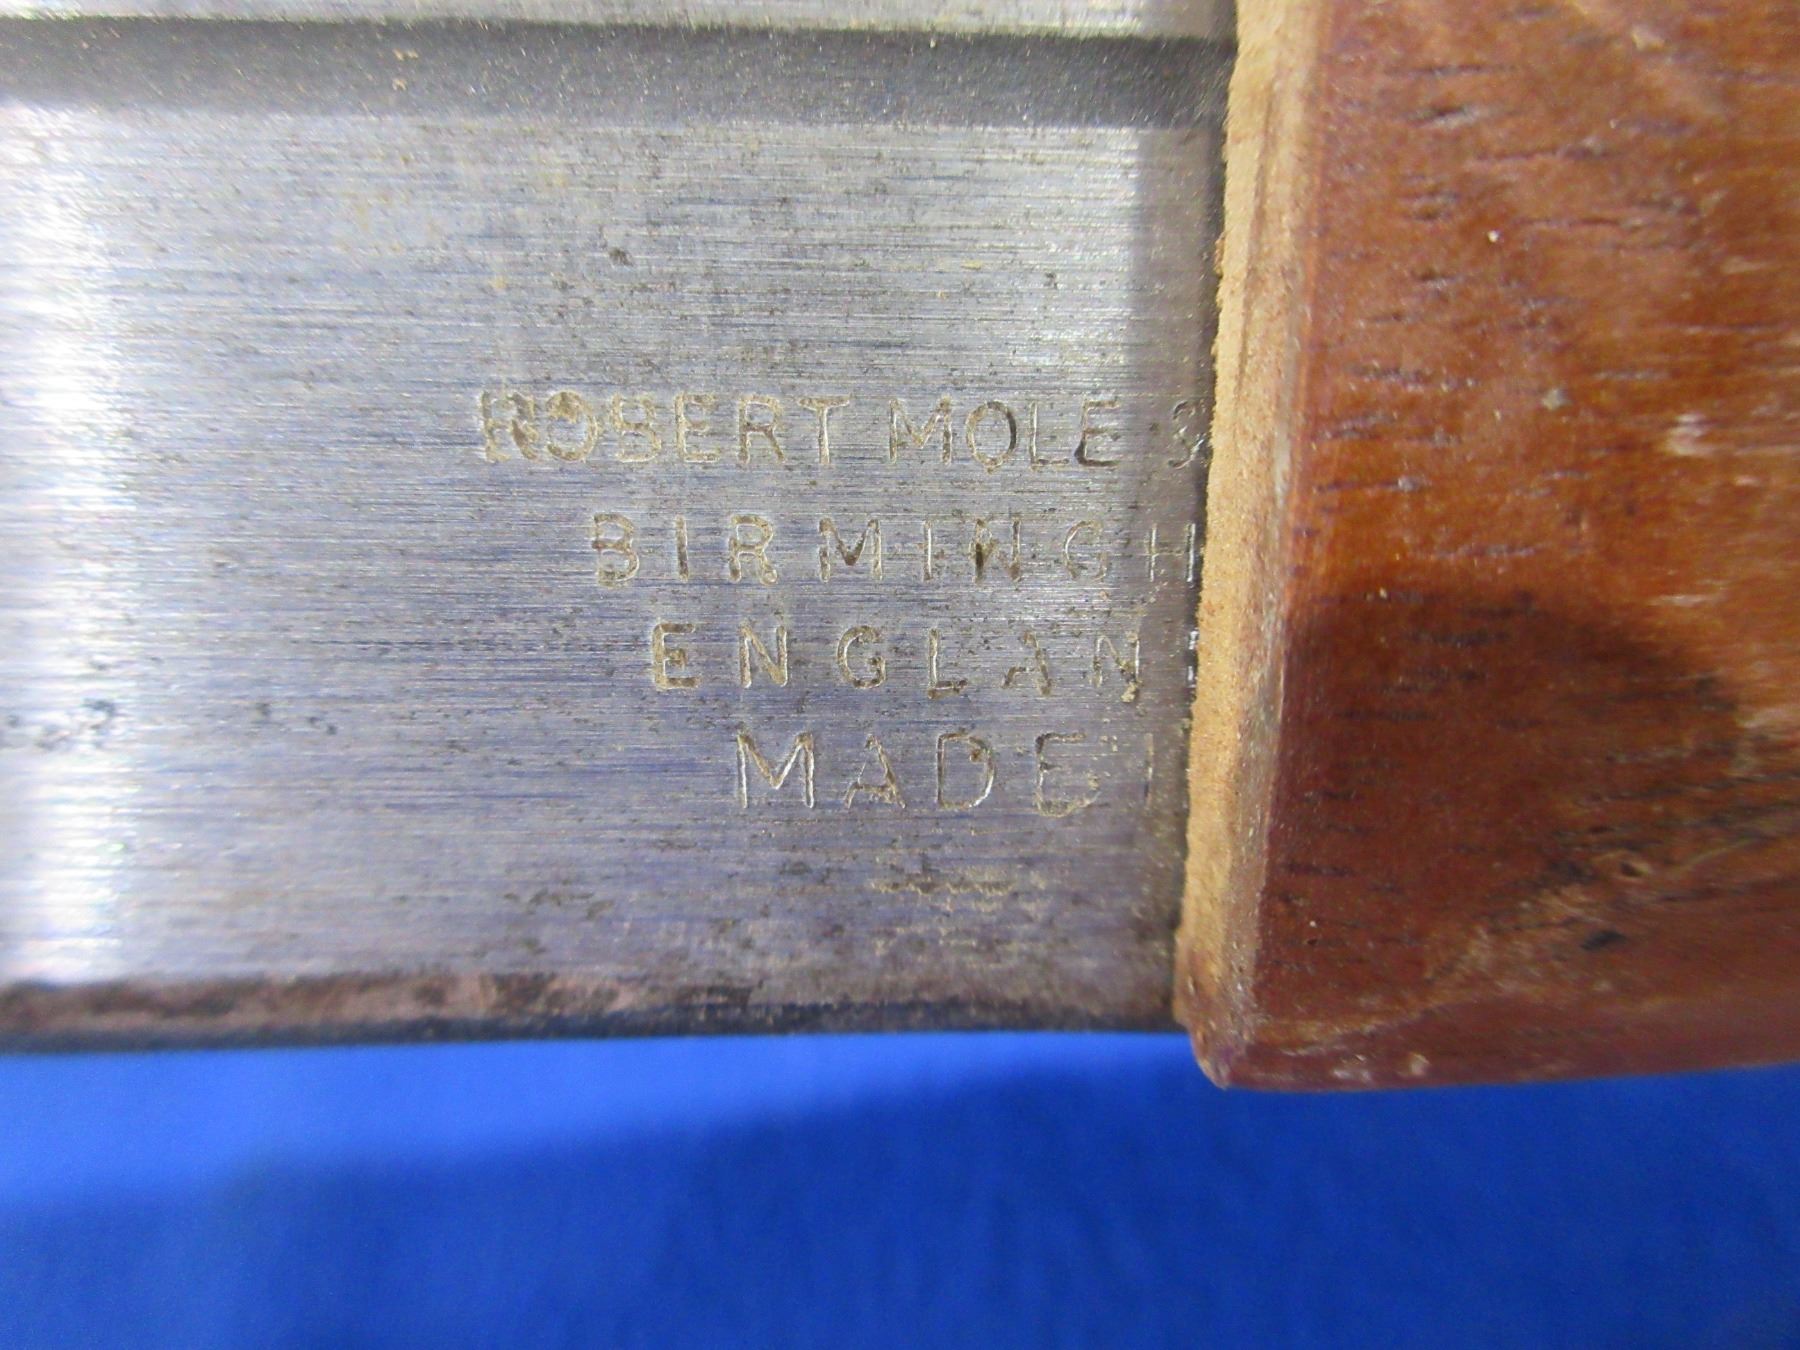 ROBERT MOLE &
BIRMINGH
ENGLAN
MADE I